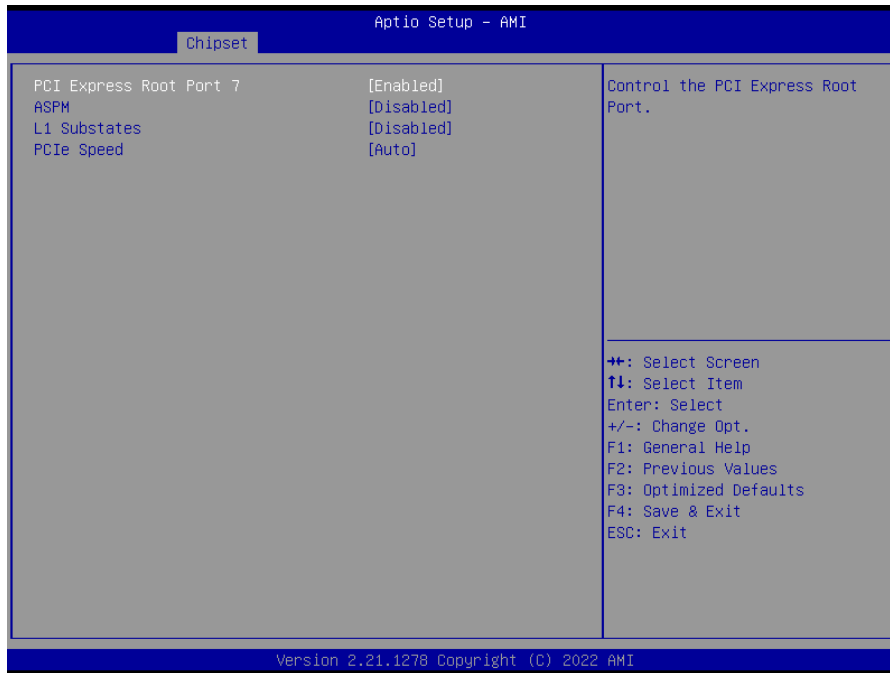 Aptio Setup – AMI
Chipset
PCI Express Root Port 7 [Enabled]
ASPM [Disabled]
L1 Substates [Disabled]
PCIe Speed [Auto]
Control the PCI Express Root
Port.
→←: Select Screen
↑↓: Select Item
Enter: Select
+/-: Change Opt.
F1: General Help
F2: Previous Values
F3: Optimized Defaults
F4: Save & Exit
ESC: Exit
Version 2.21.1278 Copyright (C) 2022 AMI